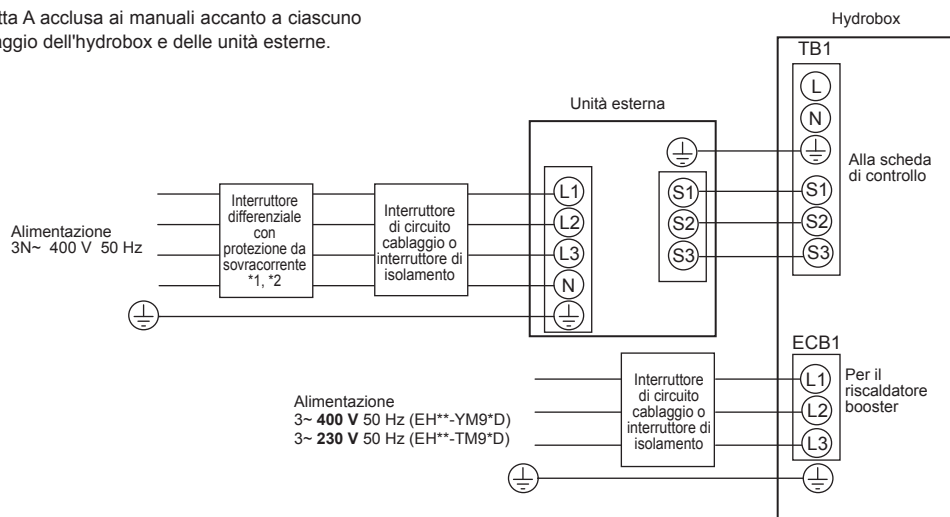 tta A acclusa ai manuali accanto a ciascuno
aggio dell'hydrobox e delle unità esterne.
Hydrobox
TB1
L
N
Alla scheda
di controllo
S1
S2
S3
Unità esterna
S1
S2
S3
L1
L2
L3
N
Alimentazione
3N~ 400 V 50 Hz
Interruttore
differenziale
con
protezione da
sovracorrente
*1, *2
Interruttore
di circuito
cablaggio o
interruttore di
isolamento
ECB1
L1
L2
L3
Per il
riscaldatore
booster
Interruttore
di circuito
cablaggio o
interruttore di
isolamento
Alimentazione
3~ 400 V 50 Hz (EH**-YM9*D)
3~ 230 V 50 Hz (EH**-TM9*D)